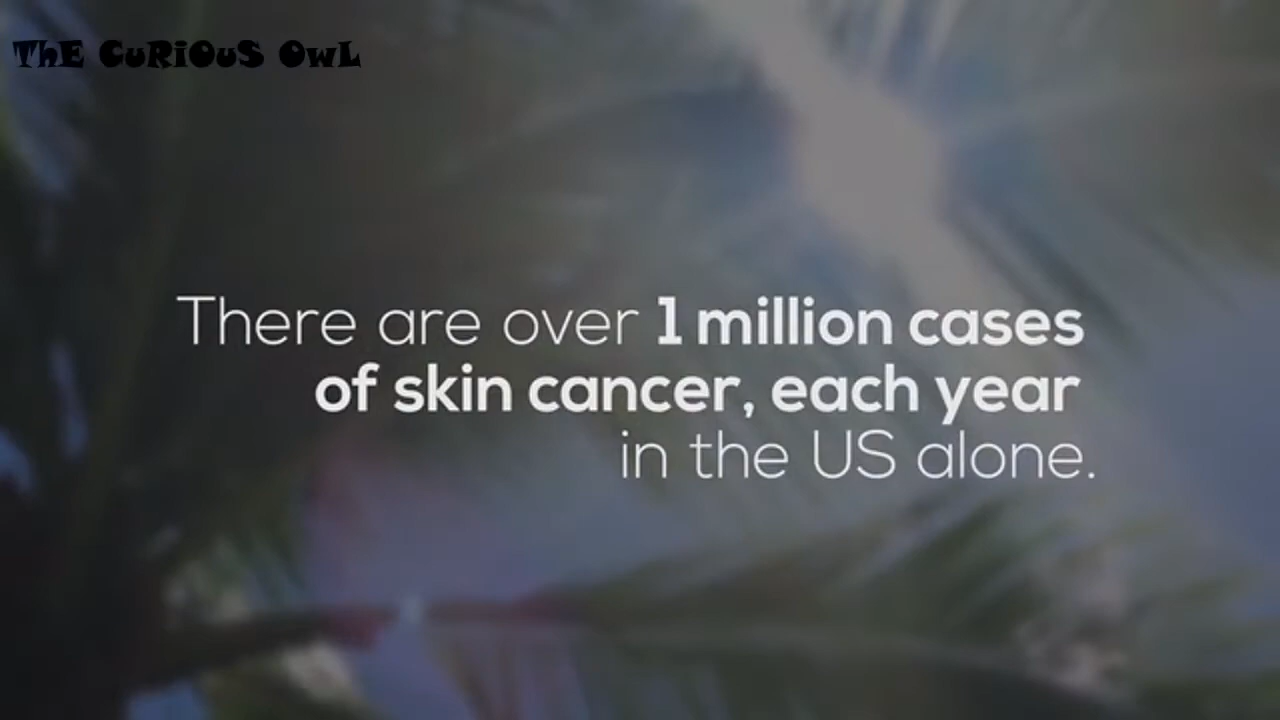 ThE CuRiOuS OwL
There are over 1 million cases
of skin cancer, each year
in the US alone.